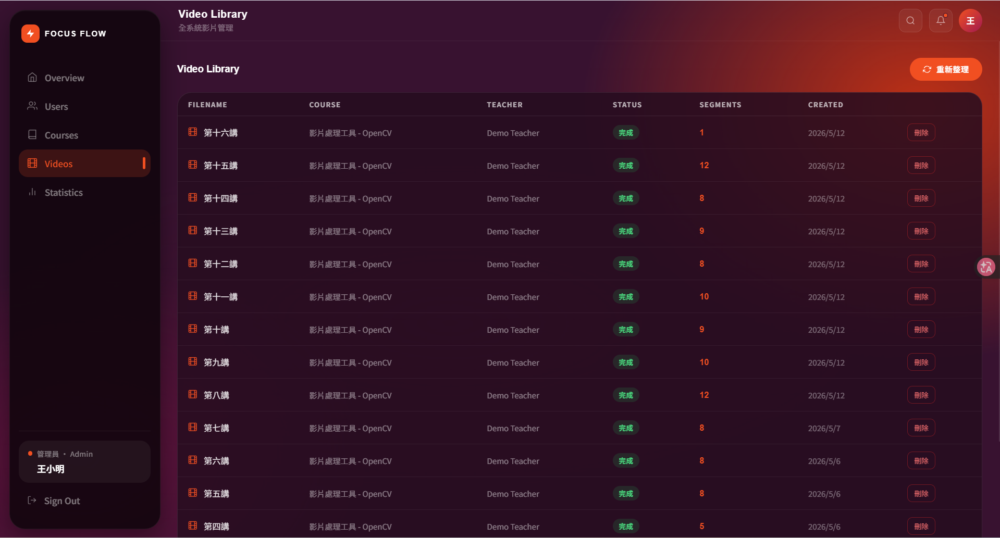 FOCUS FLOW
Overview
Users
Courses
Videos
Statistics
管理員 • Admin
王小明
Sign Out
Video Library
全系統影片管理
王
Video Library
重新整理
FILENAME COURSE TEACHER STATUS SEGMENTS CREATED
第十六講 影片處理工具 - OpenCV Demo Teacher 完成 1 2026/5/12 刪除
第十五講 影片處理工具 - OpenCV Demo Teacher 完成 12 2026/5/12 刪除
第十四講 影片處理工具 - OpenCV Demo Teacher 完成 8 2026/5/12 刪除
第十三講 影片處理工具 - OpenCV Demo Teacher 完成 9 2026/5/12 刪除
第十二講 影片處理工具 - OpenCV Demo Teacher 完成 8 2026/5/12 刪除
第十一講 影片處理工具 - OpenCV Demo Teacher 完成 10 2026/5/12 刪除
第十講 影片處理工具 - OpenCV Demo Teacher 完成 9 2026/5/12 刪除
第九講 影片處理工具 - OpenCV Demo Teacher 完成 10 2026/5/12 刪除
第八講 影片處理工具 - OpenCV Demo Teacher 完成 12 2026/5/12 刪除
第七講 影片處理工具 - OpenCV Demo Teacher 完成 8 2026/5/7 刪除
第六講 影片處理工具 - OpenCV Demo Teacher 完成 8 2026/5/6 刪除
第五講 影片處理工具 - OpenCV Demo Teacher 完成 8 2026/5/6 刪除
第四講 影片處理工具 - OpenCV Demo Teacher 完成 5 2026/5/6 刪除